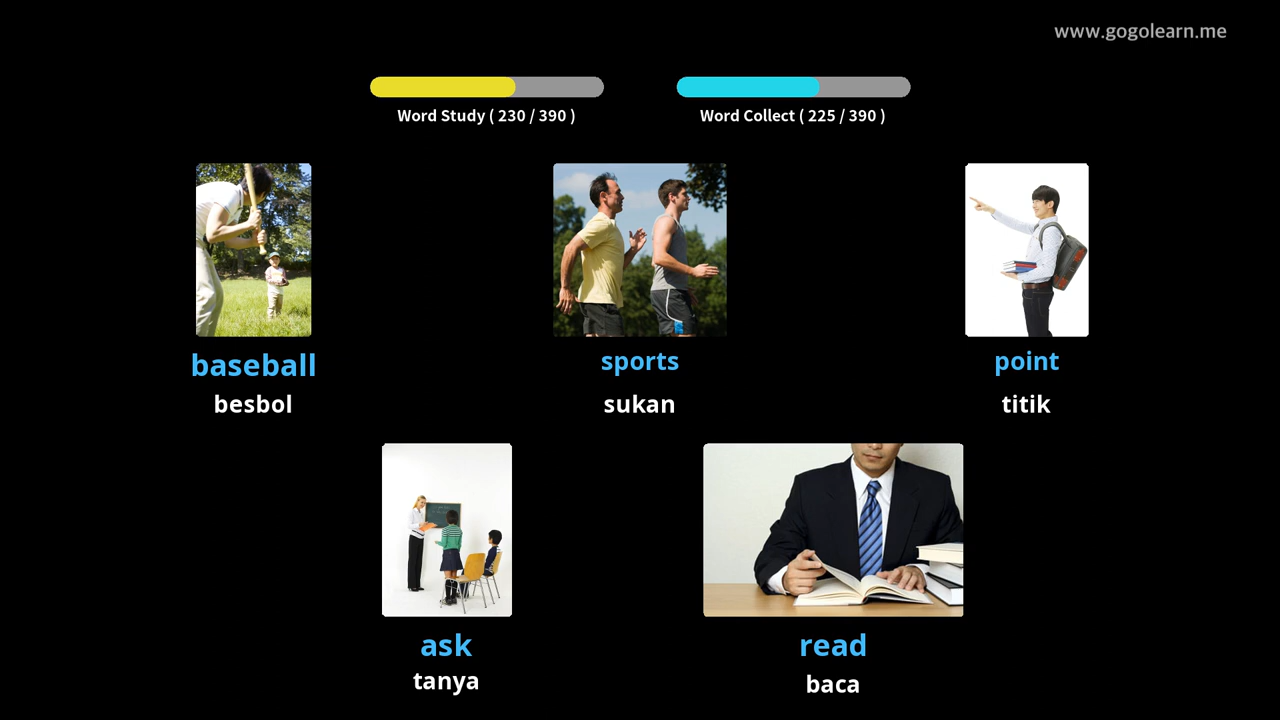 www.gogolearn.me
Word Study ( 230 / 390 )
Word Collect ( 225 / 390 )
baseball
besbol
sports
sukan
point
titik
ask
tanya
read
baca